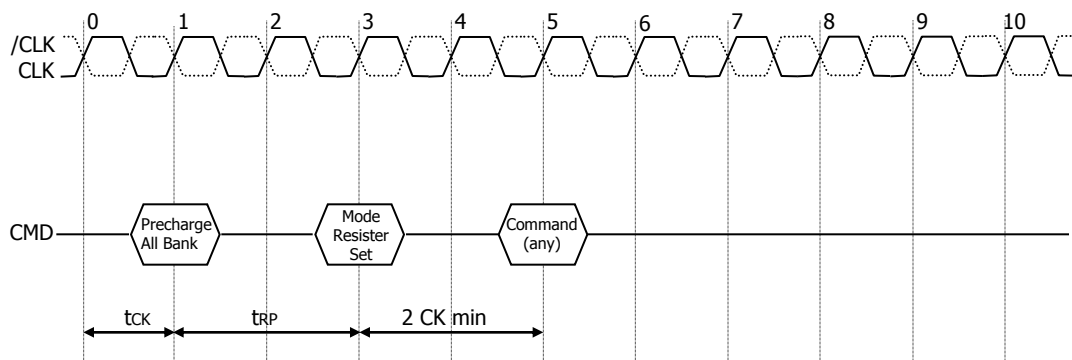 0 1 2 3 4 5 6 7 8 9 10
/CLK
CLK
CMD
Precharge
All Bank
Mode
Resister
Set
Command
(any)
tCK
tRP
2 CK min